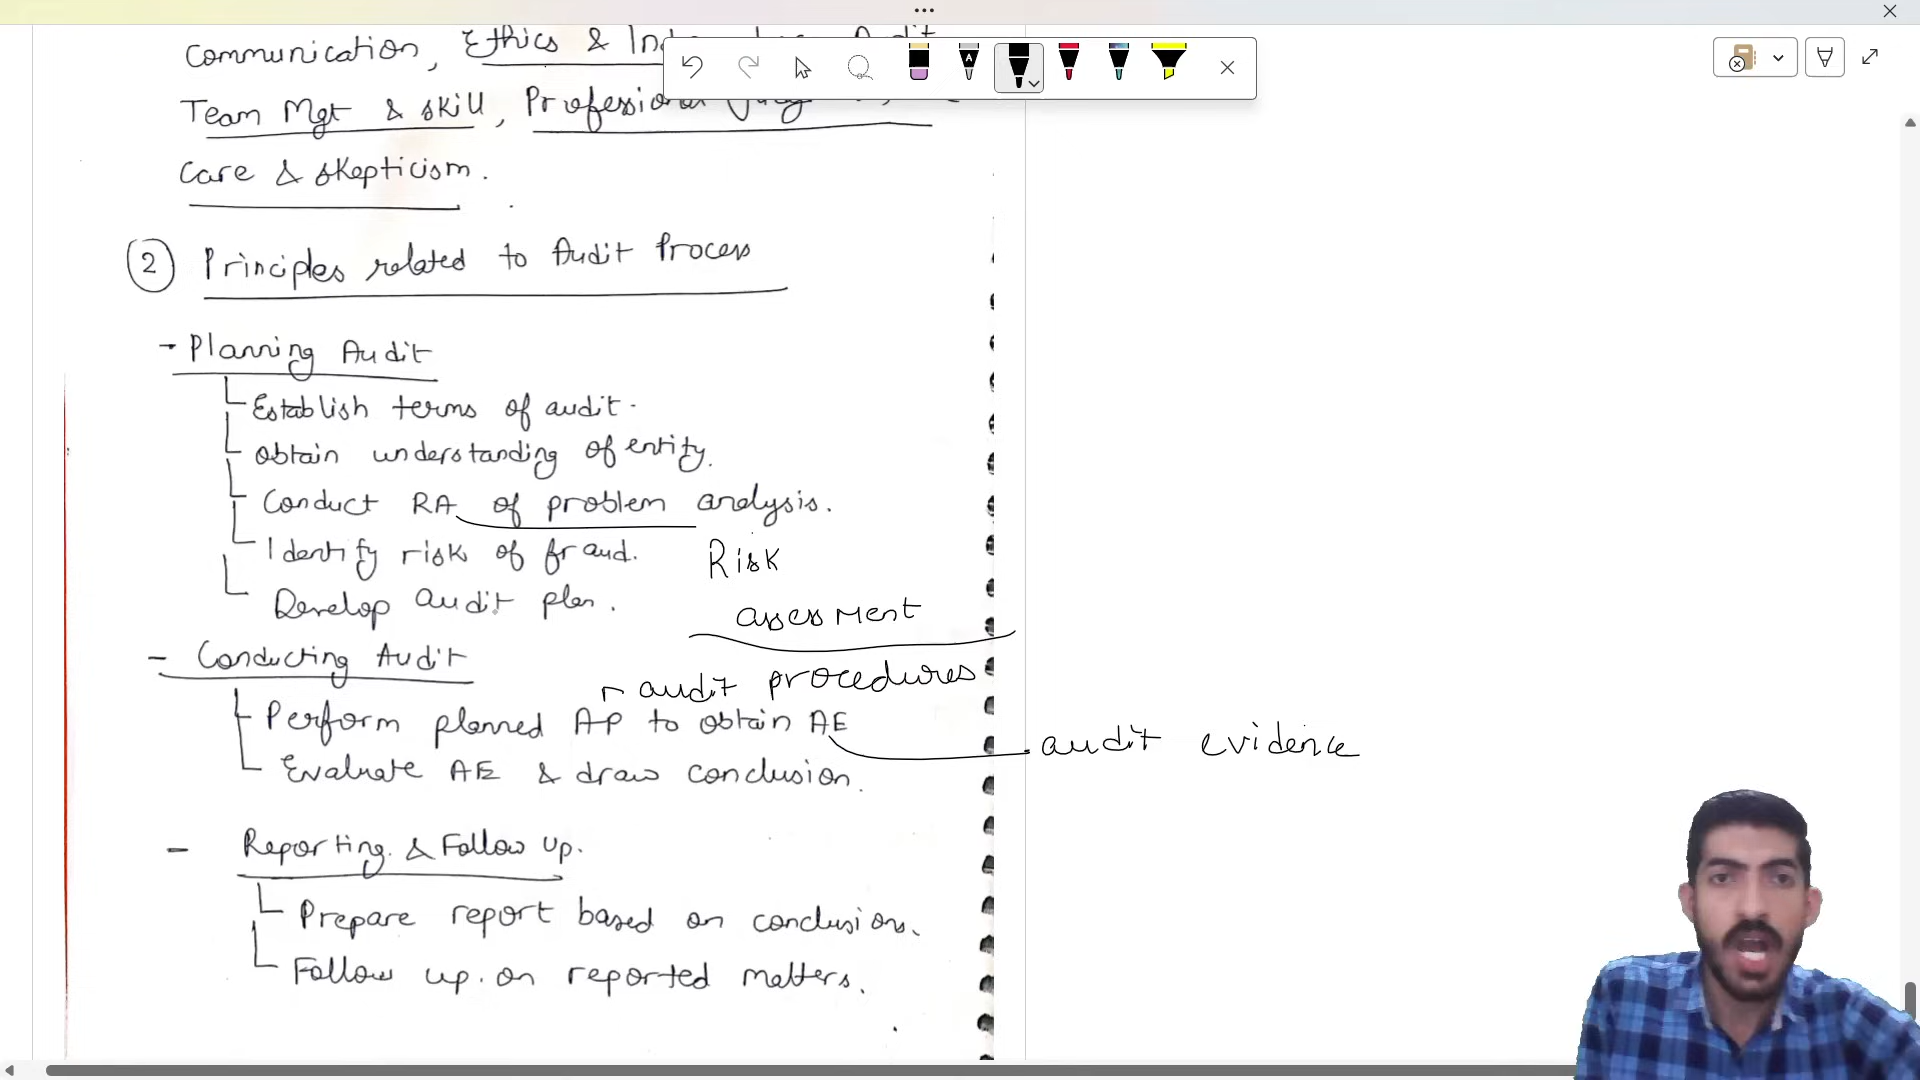 Communication, Ethics &
Team Mgt & skill, Professional
Care & skepticism.
2 Principles related to Audit Process
- Planning Audit
Establish terms of audit.
Obtain understanding of entity.
Conduct RA of problem analysis.
Identify risk of fraud. Risk
Develop audit plan. assessment
- Conducting Audit
audit procedures
Perform planned AP to obtain AE
audit evidence
Evaluate AE & draw conclusion.
- Reporting & Follow up.
Prepare report based on conclusions.
Follow up on reported matters.